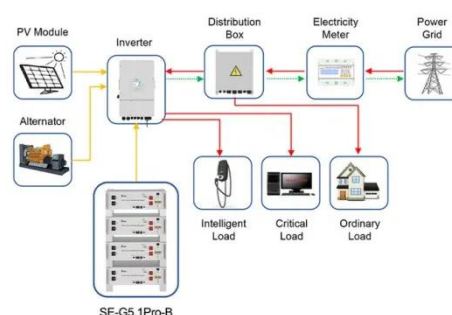 PV Module
Inverter
Distribution
Box
Electricity
Meter
Power
Grid
Alternator
Intelligent
Load
Critical
Load
Ordinary
Load
SE-G5.1Pro-B